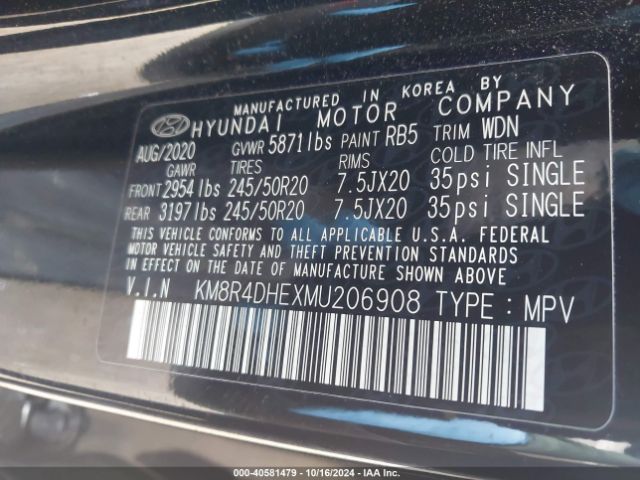 MANUFACTURED IN KOREA BY
HYUNDAI MOTOR COMPANY
AUG/2020 GVWR 5871lbs PAINT RB5 TRIM WDN
GAWR TIRES RIMS COLD TIRE INFL
FRONT 2954lbs 245/50R20 7.5JX20 35psi SINGLE
REAR 3197lbs 245/50R20 7.5JX20 35psi SINGLE
THIS VEHICLE CONFORMS TO ALL APPLICABLE U.S.A. FEDERAL
MOTOR VEHICLE SAFETY AND THEFT PREVENTION STANDARDS
IN EFFECT ON THE DATE OF MANUFACTURE SHOWN ABOVE
V.I.N KM8R4DHEXMU206908 TYPE : MPV
000-40581479 - 10/16/2024 - IAA Inc.